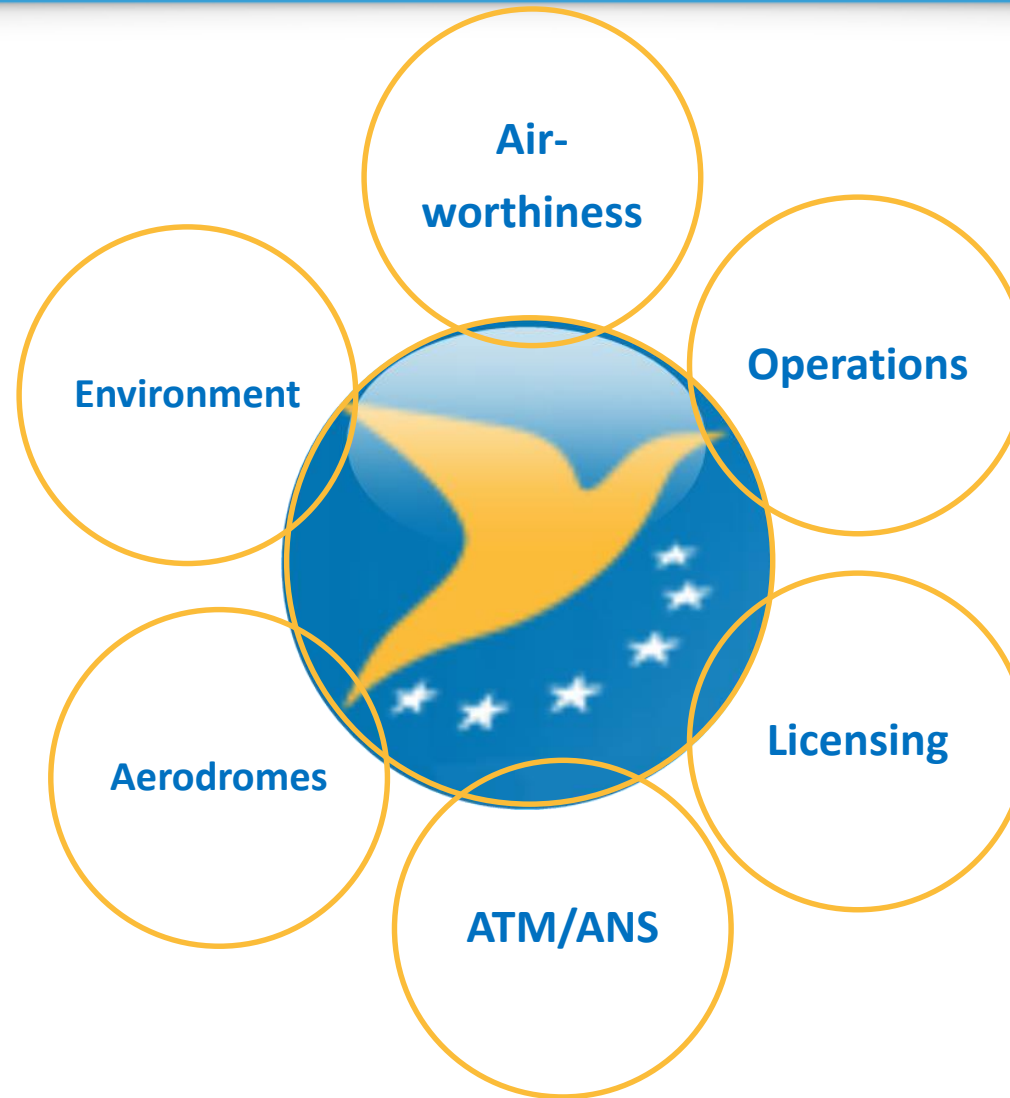 Air-
worthiness
Operations
Environment
Licensing
Aerodromes
ATM/ANS